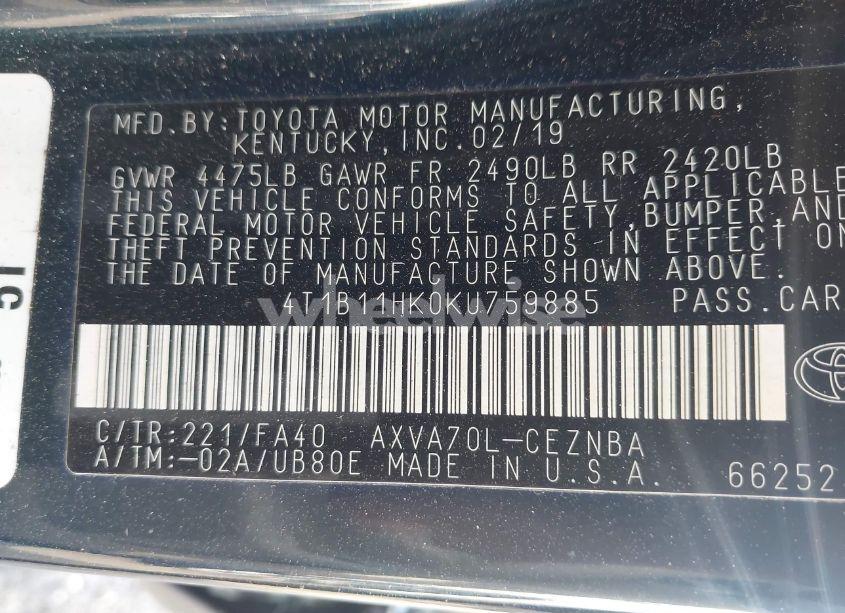 MFD.BY:TOYOTA MOTOR MANUFACTURING,
KENTUCKY,INC.02/19
GVWR 4475LB GAWR FR 2490LB RR 2420LB
THIS VEHICLE CONFORMS TO ALL APPLICABLE
FEDERAL MOTOR VEHICLE SAFETY,BUMPER,AND
THEFT PREVENTION STANDARDS IN EFFECT ON
THE DATE OF MANUFACTURE SHOWN ABOVE.
4T1B11HK0KU759885 PASS.CAR
wheelwise
C/TR:221/FA40 AXVA70L-CEZNBA
A/TM:-02A/UB80E MADE IN U.S.A. 66252